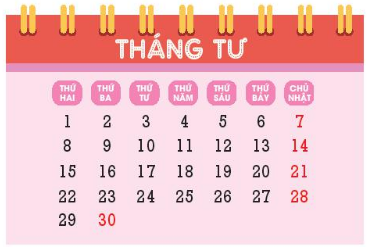 THÁNG TƯ
THỨ HAI THỨ BA THỨ TƯ THỨ NĂM THỨ SÁU THỨ BẢY CHỦ NHẬT
1 2 3 4 5 6 7
8 9 10 11 12 13 14
15 16 17 18 19 20 21
22 23 24 25 26 27 28
29 30